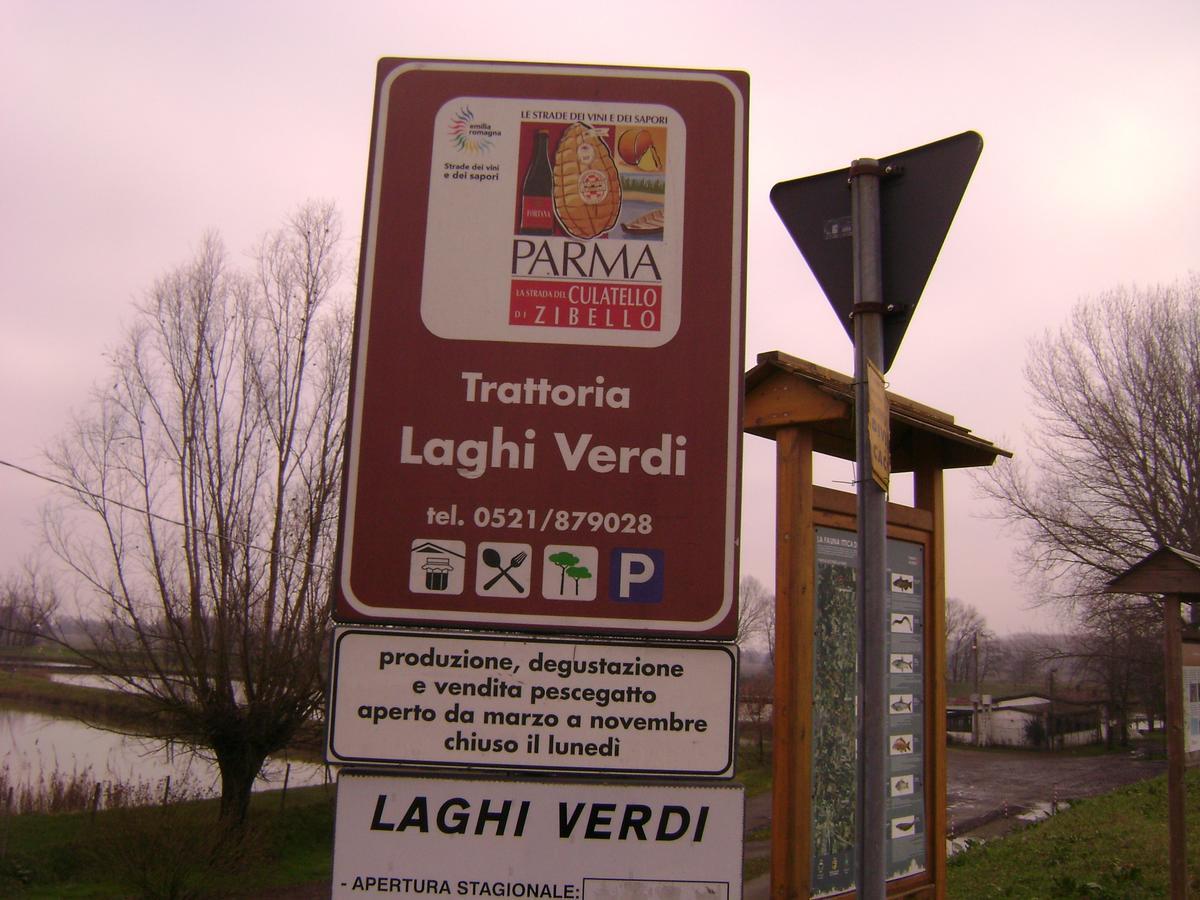 LE STRADE DEI VINI E DEI SAPORI
emilia
romagna
Strade dei vini
e dei sapori
FORTANA
PARMA
LA STRADA DEL CULATELLO
DI ZIBELLO
Trattoria
Laghi Verdi
tel. 0521/879028
P
produzione, degustazione
e vendita pescegatto
aperto da marzo a novembre
chiuso il lunedì
LAGHI VERDI
- APERTURA STAGIONALE:
LA FAUNA ITTICA